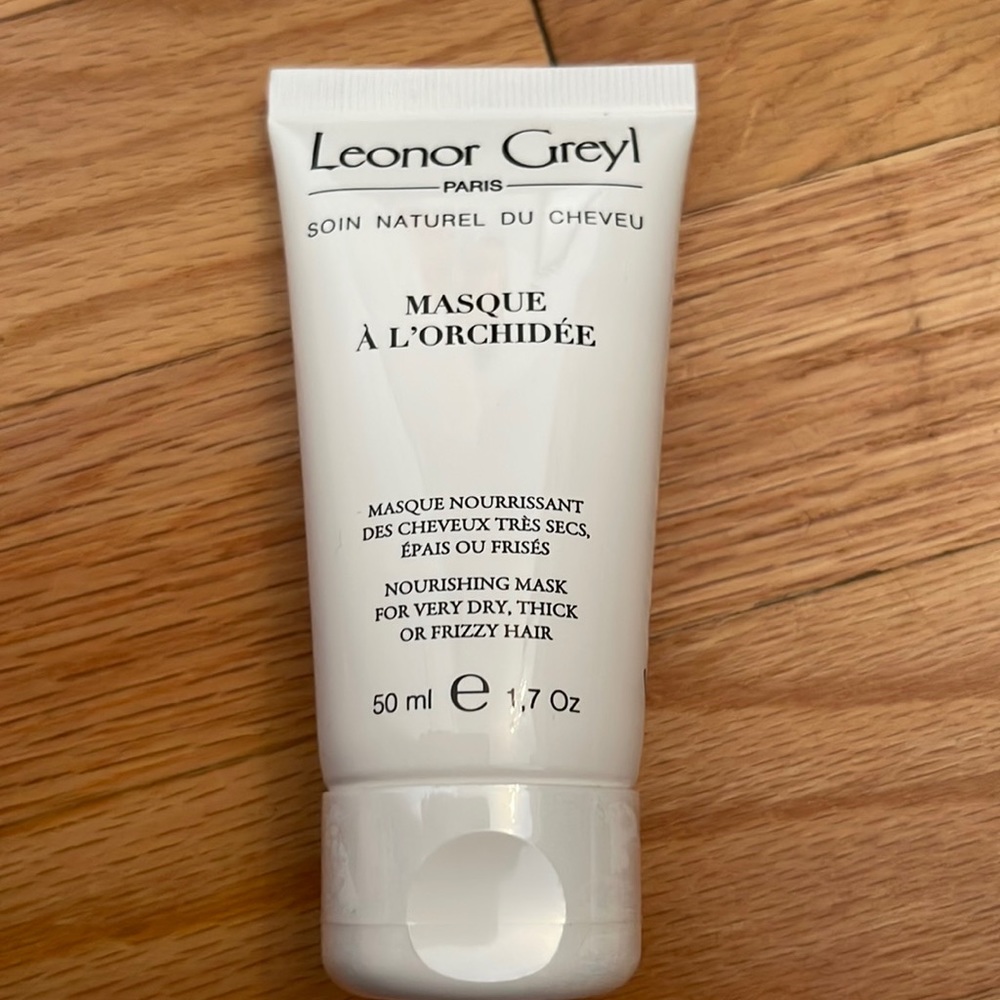 Leonor Greyl
PARIS
SOIN NATUREL DU CHEVEU
MASQUE
À L'ORCHIDÉE
MASQUE NOURRISSANT
DES CHEVEUX TRÈS SECS,
ÉPAIS OU FRISÉS
NOURISHING MASK
FOR VERY DRY, THICK
OR FRIZZY HAIR
50 ml e 1,7 Oz